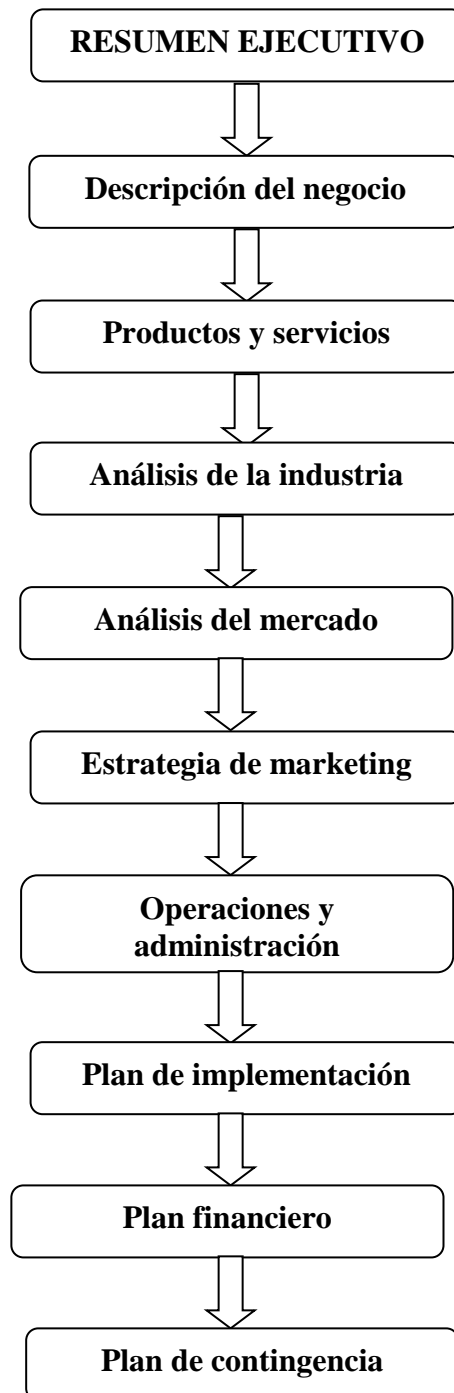 RESUMEN EJECUTIVO
Descripción del negocio
Productos y servicios
Análisis de la industria
Análisis del mercado
Estrategia de marketing
Operaciones y
administración
Plan de implementación
Plan financiero
Plan de contingencia